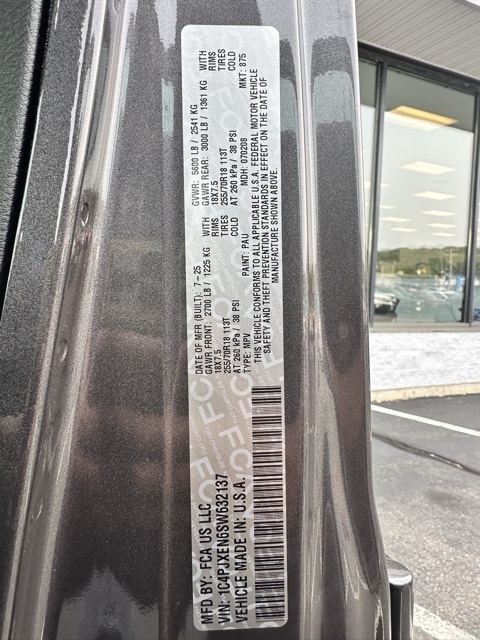 MFD BY: FCA US LLC
DATE OF MFR (BUILT): 7-25 GVWR: 5600 LB / 2541 KG
GAWR FRONT: 2700 LB / 1225 KG WITH GAWR REAR: 3000 LB / 1361 KG WITH
18X7.5 RIMS 18X7.5 RIMS
255/70R18 113T TIRES 255/70R18 113T TIRES
AT 260 kPa / 38 PSI COLD AT 260 kPa / 38 PSI COLD
VIN: 1C4PJXEN6SW632137
TYPE: MPV PAINT: PAU MDH: 070208 MKT: 875
VEHICLE MADE IN: U.S.A.
THIS VEHICLE CONFORMS TO ALL APPLICABLE U.S.A. FEDERAL MOTOR VEHICLE
SAFETY AND THEFT PREVENTION STANDARDS IN EFFECT ON THE DATE OF
MANUFACTURE SHOWN ABOVE.